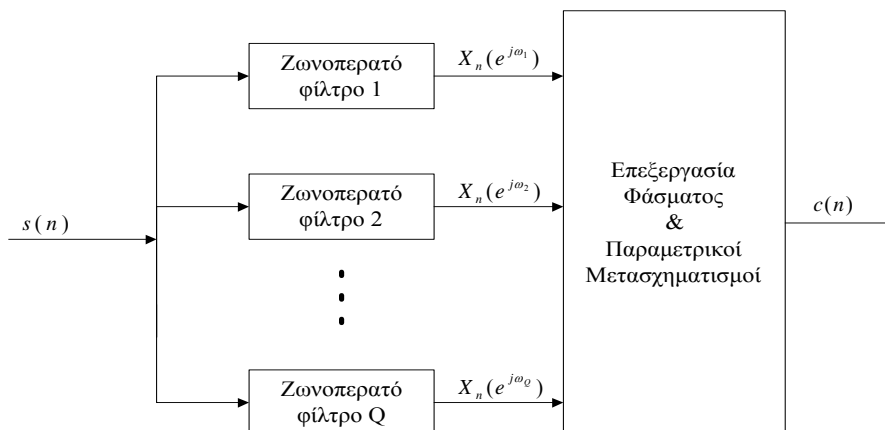 Ζωνοπερατό
φίλτρο 1
X_n(e^{jω_1})
Ζωνοπερατό
φίλτρο 2
X_n(e^{jω_2})
s(n)
Επεξεργασία
Φάσματος
&
Παραμετρικοί
Μετασχηματισμοί
c(n)
Ζωνοπερατό
φίλτρο Q
X_n(e^{jω_Q})